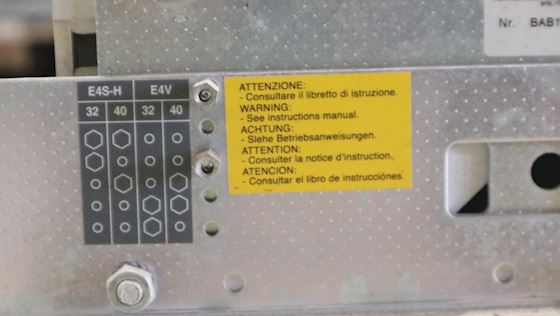 Nr. BAB
E4S-H E4V
32 40 32 40
ATTENZIONE:
- Consultare il libretto di istruzione.
WARNING:
- See instructions manual.
ACHTUNG:
- Siehe Betriebsanweisungen.
ATTENTION:
- Consulter la notice d'instruction.
ATENCION:
- Consultar el libro de instrucciónes.